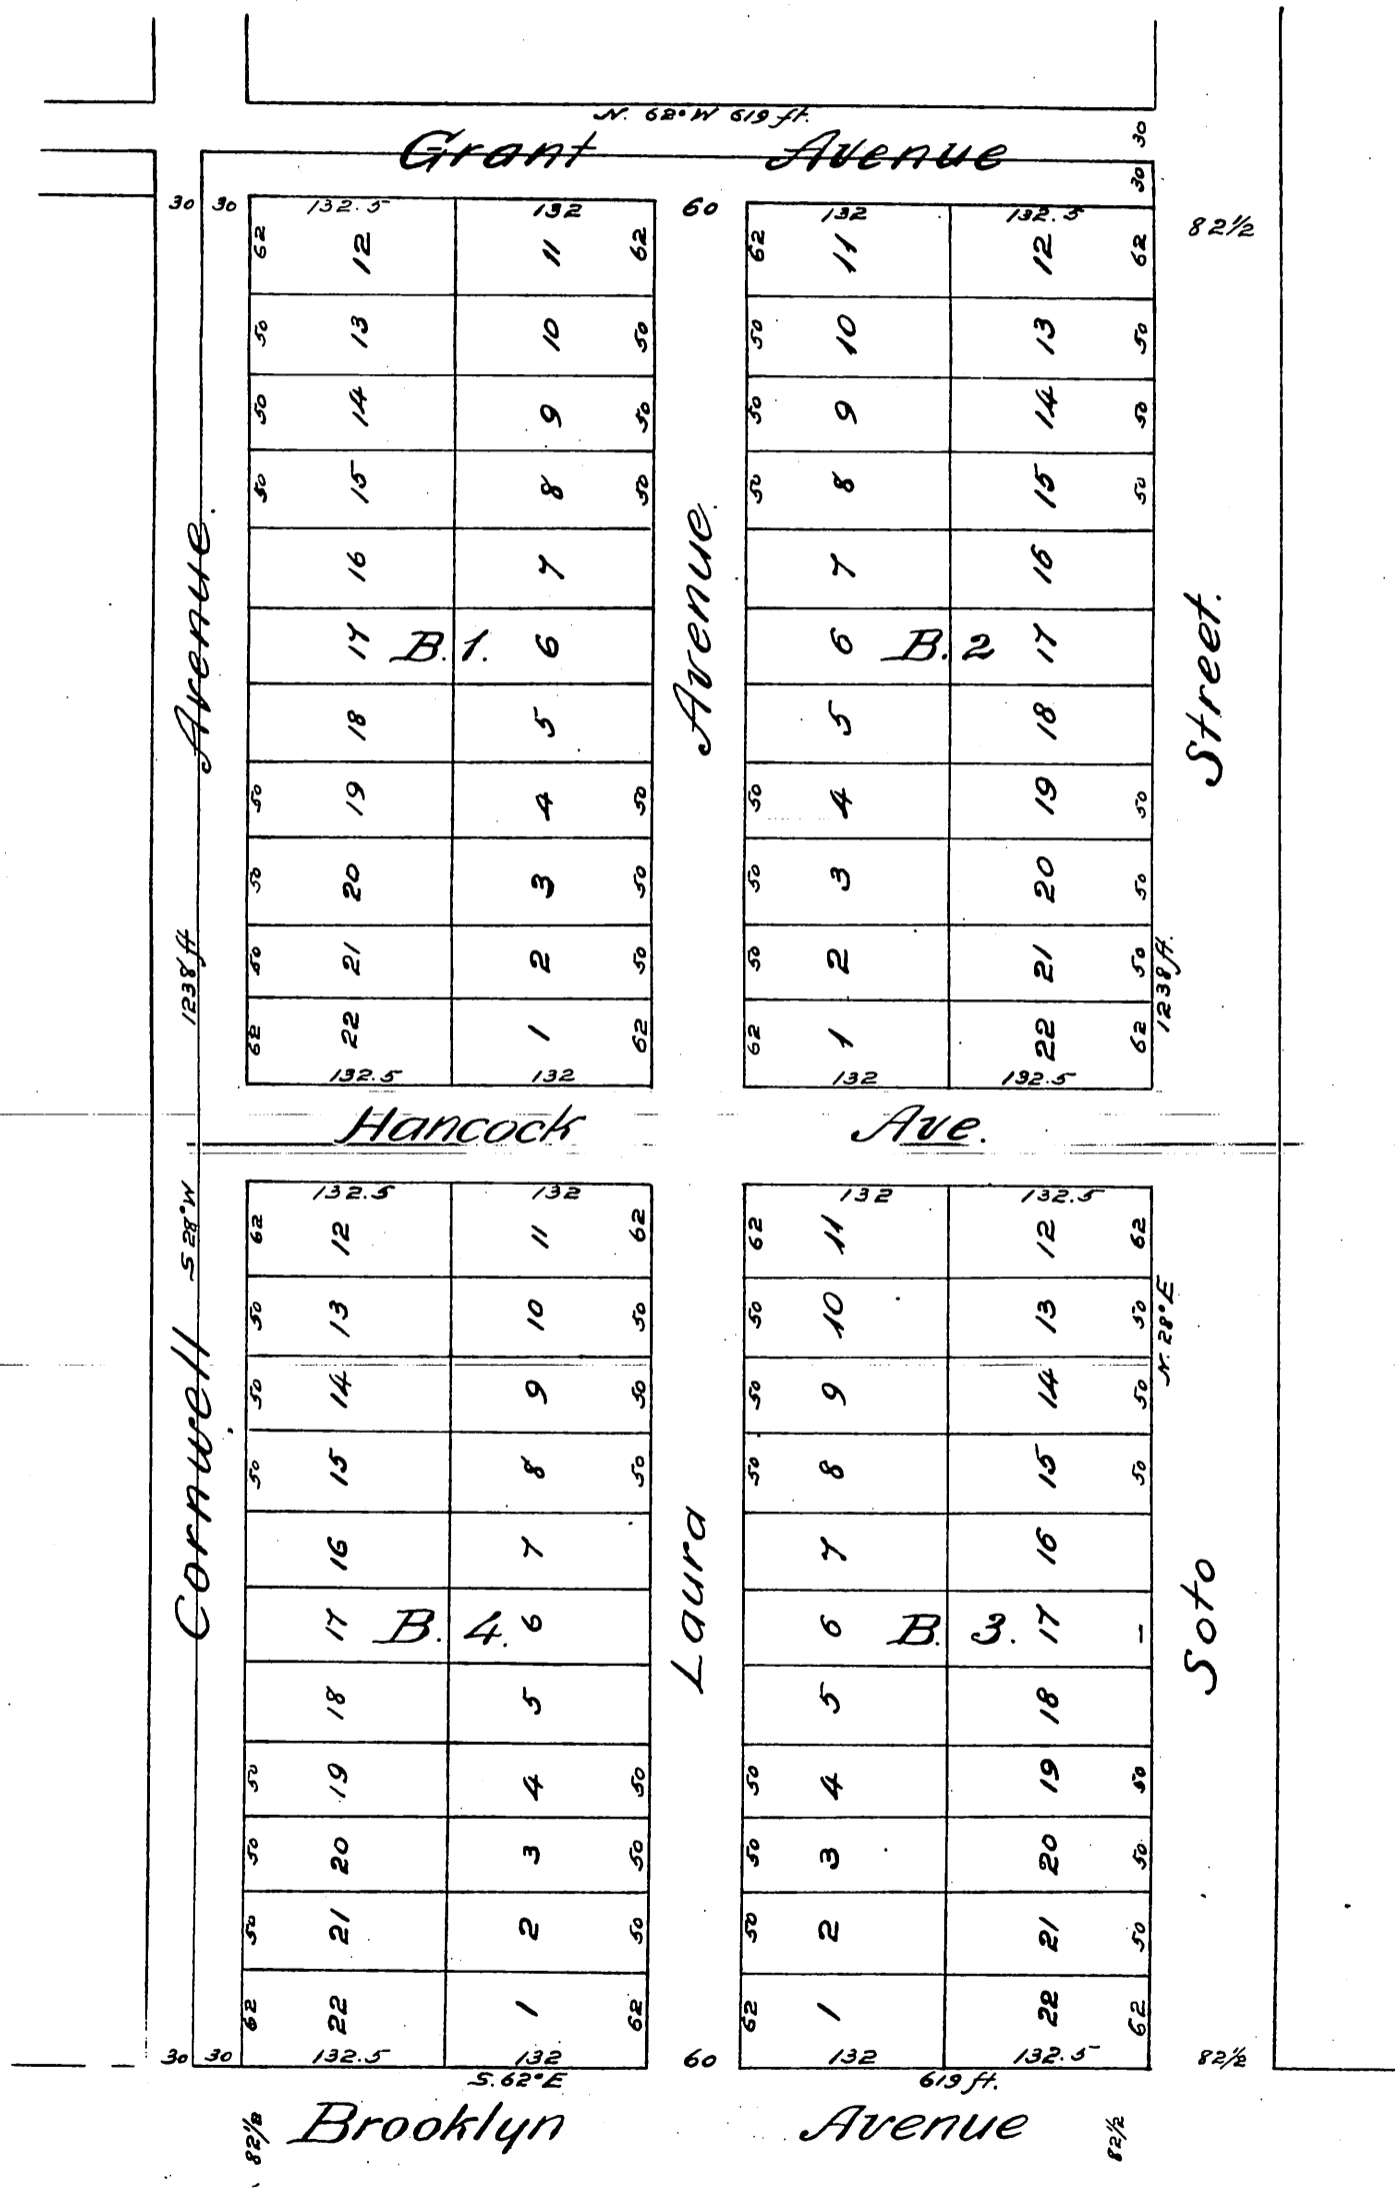 N. 62° W 619 ft.
Grant Avenue
30
30
30 30 132.5 132 60 132 132.5 82½
62 12 11 62 62 11 12 62
50 13 10 50 50 10 13 50
50 14 9 50 50 9 14 50
50 15 8 50 50 8 15 50
16 7 7 16
17 B. 1. 6 6 B. 2 17
18 5 5 18
50 19 4 50 50 4 19 50
50 20 3 50 50 3 20 50
50 21 2 50 50 2 21 50
62 22 1 62 62 1 22 62
132.5 132 132 132.5
Avenue.
Avenue.
Street.
1238 ft
1238 ft.
Hancock Ave.
S 28° W
N. 28° E
132.5 132 132 132.5
62 12 11 62 62 11 12 62
50 13 10 50 50 10 13 50
50 14 9 50 50 9 14 50
50 15 8 50 50 8 15 50
16 7 7 16
17 B. 4. 6 6 B. 3. 17 –
18 5 5 18
50 19 4 50 50 4 19 50
50 20 3 50 50 3 20 50
50 21 2 50 50 2 21 50
62 22 1 62 62 1 22 62
Cornwell
Laura
Soto
30 30 132.5 132 60 132 132.5 82½
S. 62° E 619 ft.
82½ Brooklyn Avenue 82½